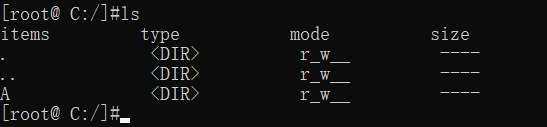 [root@ C:/]#ls
items type mode size
. <DIR> r_w__ ----
.. <DIR> r_w__ ----
A <DIR> r_w__ ----
[root@ C:/]#